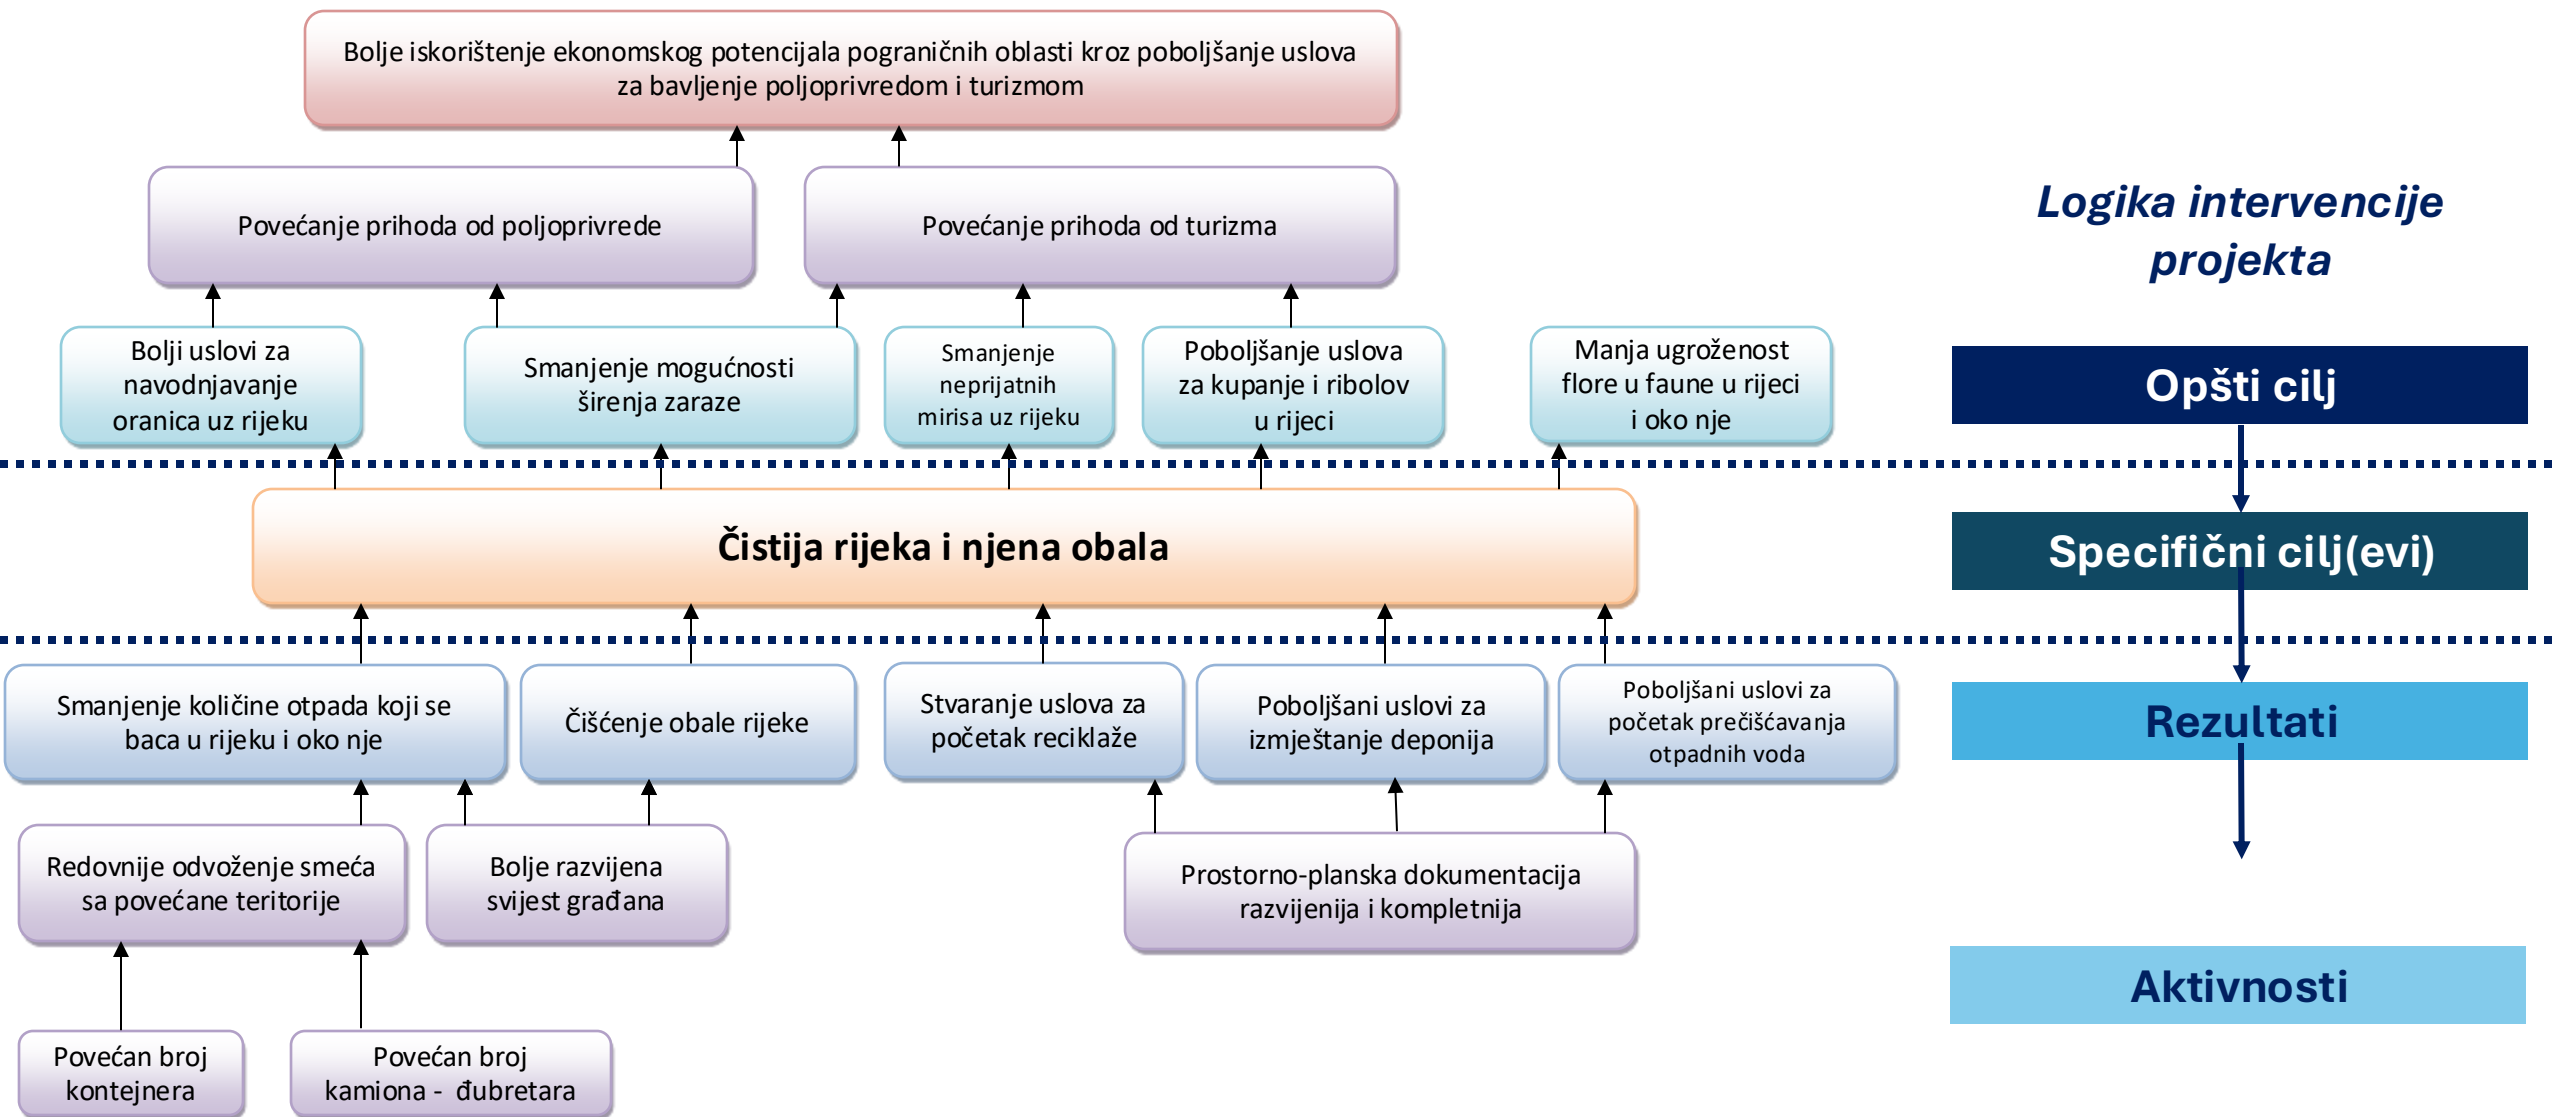 Bolje iskorištenje ekonomskog potencijala pograničnih oblasti kroz poboljšanje uslova
za bavljenje poljoprivredom i turizmom
Povećanje prihoda od poljoprivrede
Povećanje prihoda od turizma
Logika intervencije
projekta
Bolji uslovi za
navodnjavanje
oranica uz rijeku
Smanjenje mogućnosti
širenja zaraze
Smanjenje
neprijatnih
mirisa uz rijeku
Poboljšanje uslova
za kupanje i ribolov
u rijeci
Manja ugroženost
flore u faune u rijeci
i oko nje
Opšti cilj
Čistija rijeka i njena obala
Specifični cilj(evi)
Smanjenje količine otpada koji se
baca u rijeku i oko nje
Čišćenje obale rijeke
Stvaranje uslova za
početak reciklaže
Poboljšani uslovi za
izmještanje deponija
Poboljšani uslovi za
početak prečišćavanja
otpadnih voda
Rezultati
Redovnije odvoženje smeća
sa povećane teritorije
Bolje razvijena
svijest građana
Prostorno-planska dokumentacija
razvijenija i kompletnija
Aktivnosti
Povećan broj
kontejnera
Povećan broj
kamiona - đubretara